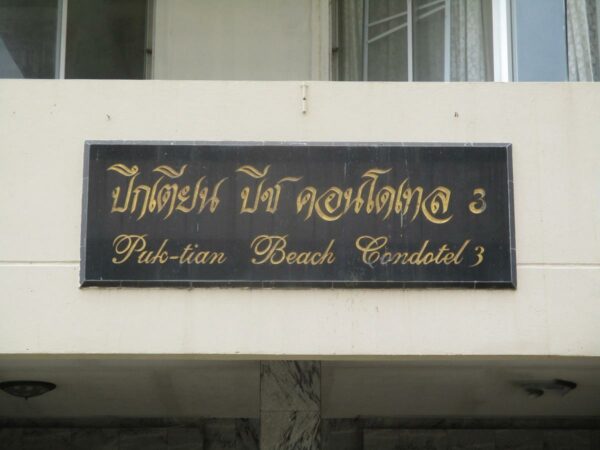 ปึกเตียน บีช คอนโดเทล 3
Puk-tian Beach Condotel 3